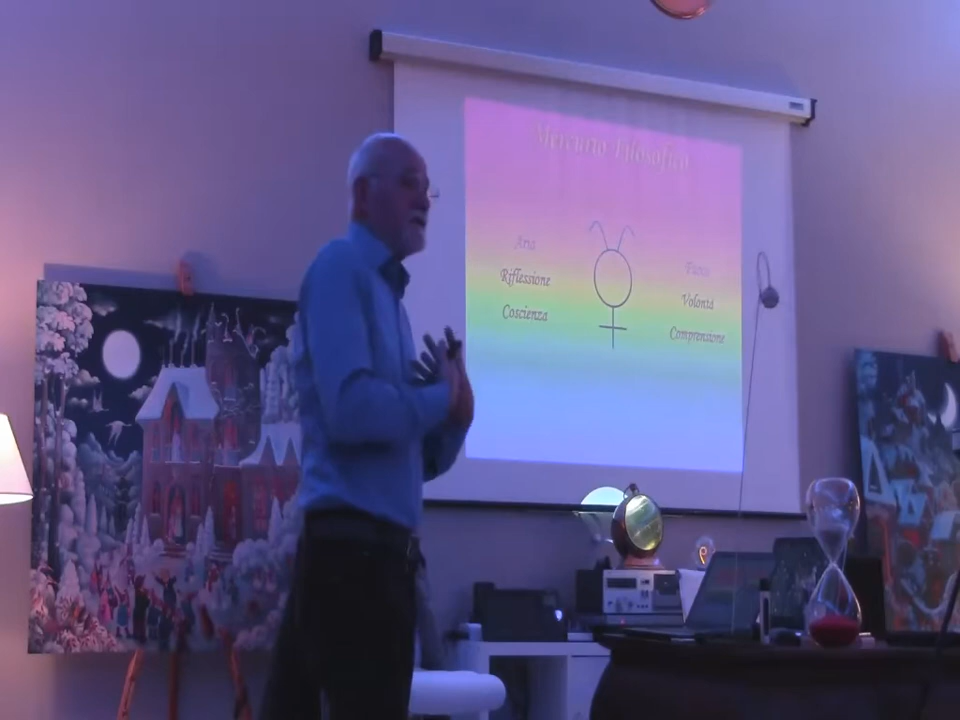 Mercurio Filosofico
Aria
Riflessione
Coscienza
Fuoco
Volontà
Comprensione